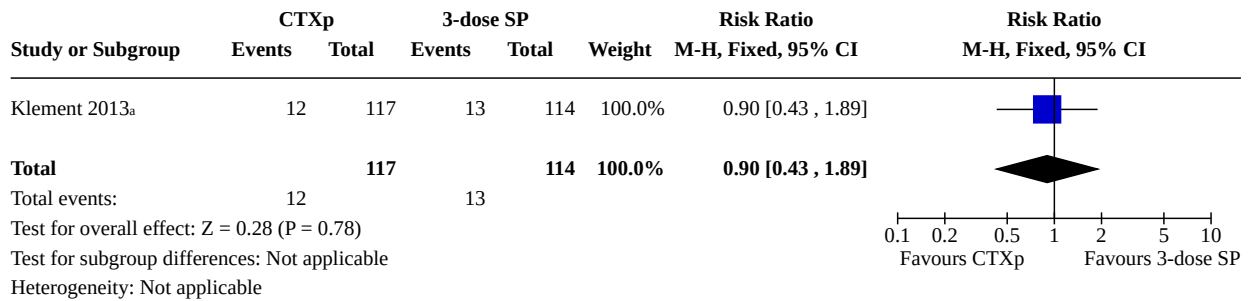 CTXp 3-dose SP Risk Ratio Risk Ratio
Study or Subgroup Events Total Events Total Weight M-H, Fixed, 95% CI M-H, Fixed, 95% CI
Klement 2013a 12 117 13 114 100.0% 0.90 [0.43 , 1.89]
Total 117 114 100.0% 0.90 [0.43 , 1.89]
Total events: 12 13
Test for overall effect: Z = 0.28 (P = 0.78)
0.1 0.2 0.5 1 2 5 10
Test for subgroup differences: Not applicable
Favours CTXp Favours 3-dose SP
Heterogeneity: Not applicable